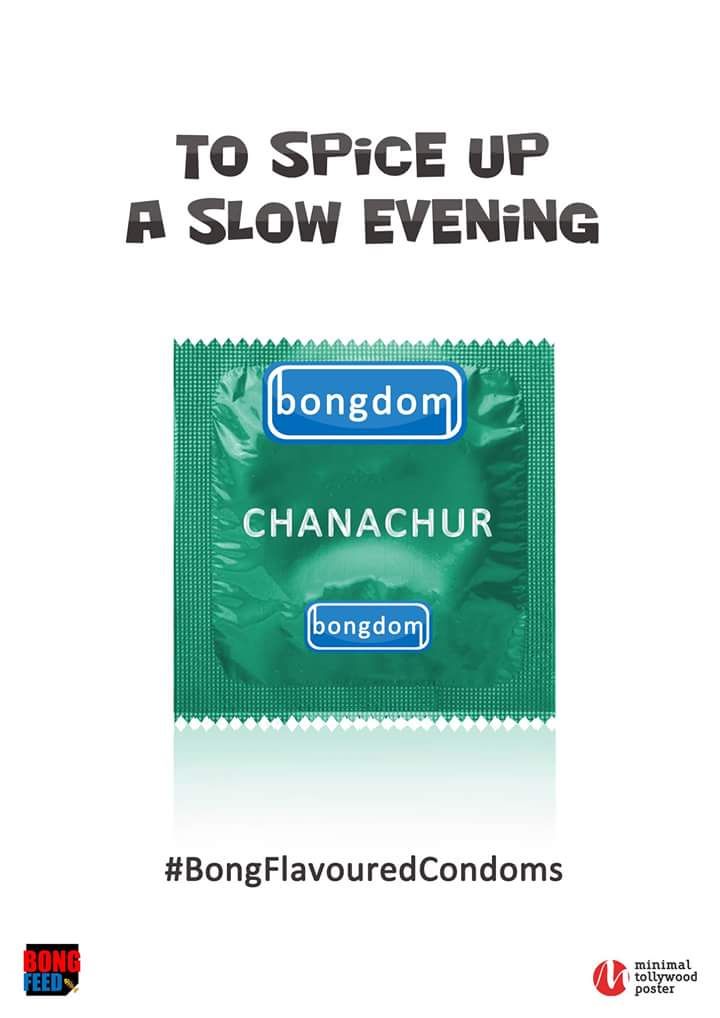 TO SPiCE UP
A SLOW EVENiNG
bongdom
CHANACHUR
bongdom
#BongFlavouredCondoms
BONG
FEED
minimal
tollywood
poster